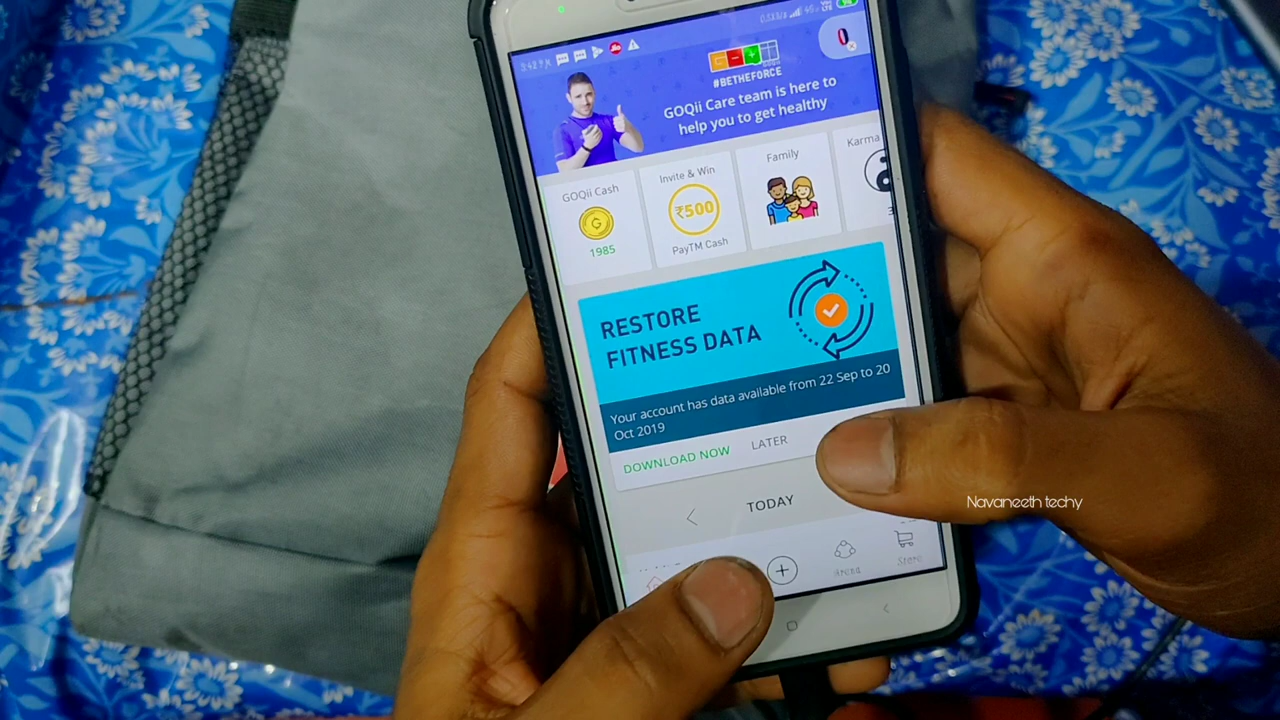 #BETHEFORCE
GOQii Care team is here to
help you to get healthy
GOQii Cash
1985
Invite & Win
₹500
PayTM Cash
Family
Karma
RESTORE
FITNESS DATA
Your account has data available from 22 Sep to 20
Oct 2019
DOWNLOAD NOW
LATER
TODAY
Arena
Store
Navaneeth techy